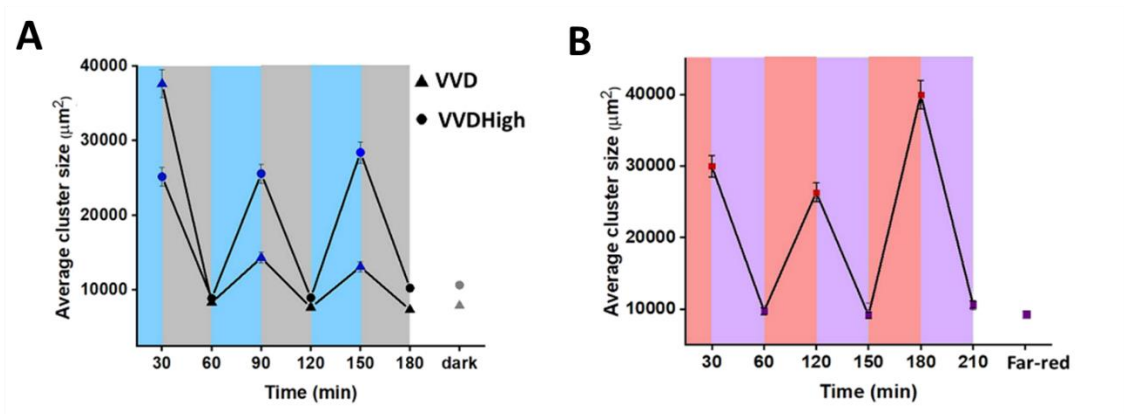 A
Average cluster size (μm²)
40000
30000
20000
10000
30 60 90 120 150 180 dark
Time (min)
VVD
VVDHigh
B
Average cluster size (μm²)
40000
30000
20000
10000
30 60 120 150 180 210 Far-red
Time (min)